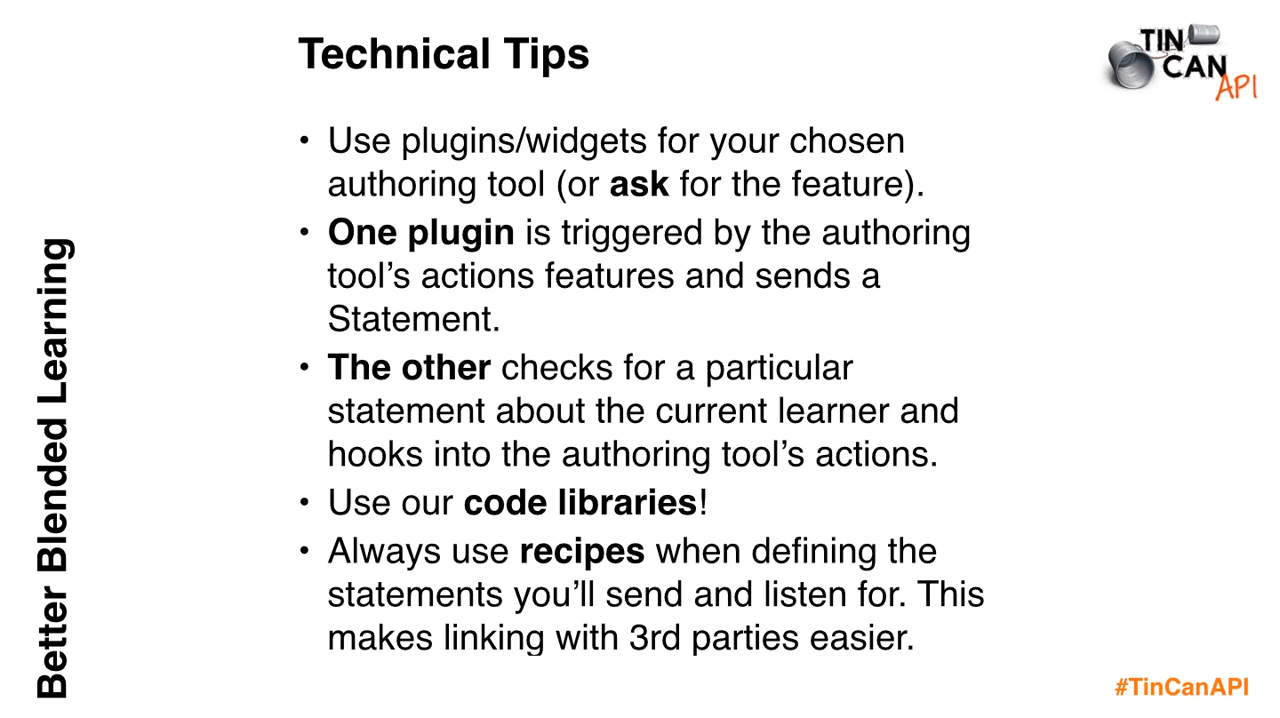 Technical Tips
TIN
CAN
API
• Use plugins/widgets for your chosen
authoring tool (or ask for the feature).
• One plugin is triggered by the authoring
tool’s actions features and sends a
Statement.
• The other checks for a particular
statement about the current learner and
hooks into the authoring tool’s actions.
• Use our code libraries!
• Always use recipes when defining the
statements you’ll send and listen for. This
makes linking with 3rd parties easier.
Better Blended Learning
#TinCanAPI